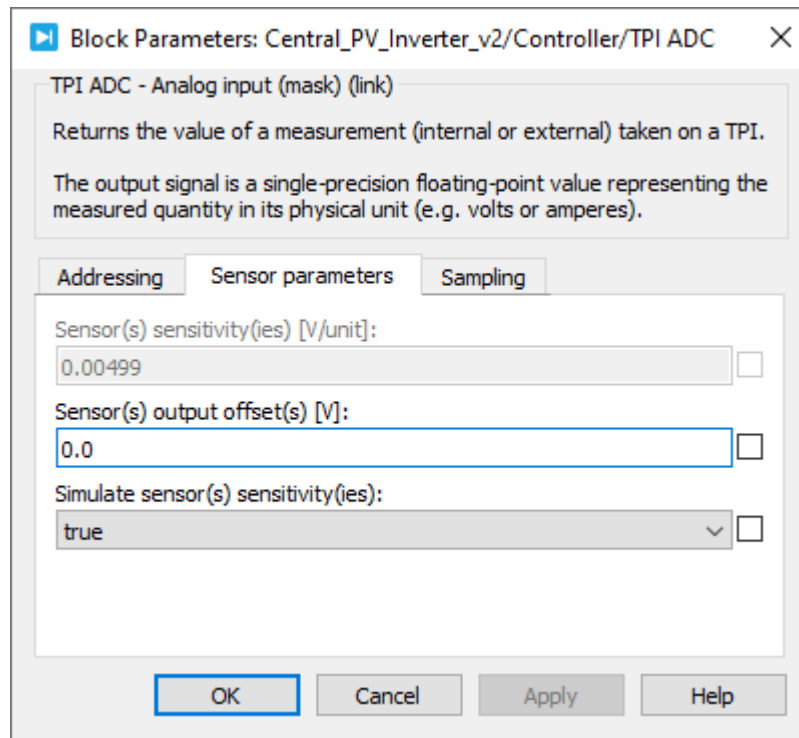 Block Parameters: Central_PV_Inverter_v2/Controller/TPI ADC
TPI ADC - Analog input (mask) (link)
Returns the value of a measurement (internal or external) taken on a TPI.
The output signal is a single-precision floating-point value representing the
measured quantity in its physical unit (e.g. volts or amperes).
Addressing Sensor parameters Sampling
Sensor(s) sensitivity(ies) [V/unit]:
0.00499
Sensor(s) output offset(s) [V]:
0.0
Simulate sensor(s) sensitivity(ies):
true
OK Cancel Apply Help